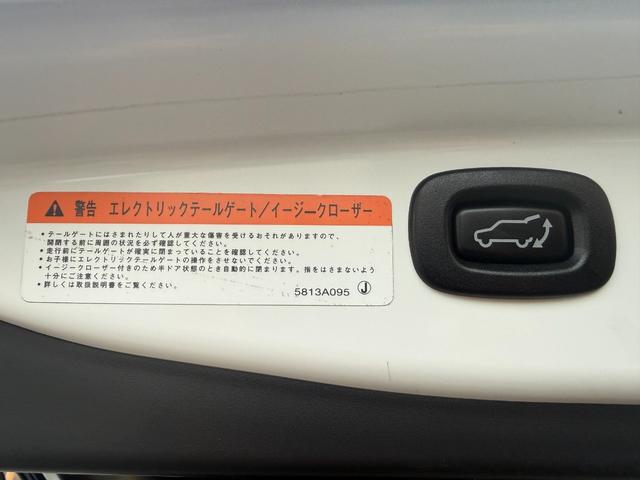 警告 エレクトリックテールゲート/イージークローザー
• テールゲートにはさまれたりして人が重大な傷害を受けるおそれがありますので、
開閉する前に周囲の状況を必ず確認してください。
• 走行前にテールゲートが確実に閉まっていることを確認してください。
• お子様にエレクトリックテールゲートの操作をさせないでください。
• イージークローザー付きのため半ドア状態のとき自動的に閉まります。指をはさまないよう
十分にご注意ください。
• 詳しくは取扱説明書をご覧ください。
5813A095 J